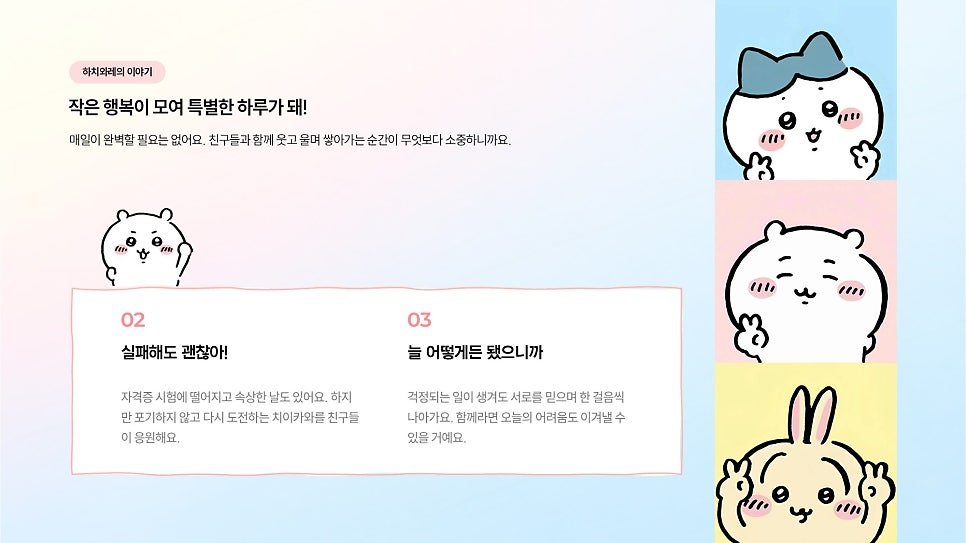 하치와레의 이야기
작은 행복이 모여 특별한 하루가 돼!
매일이 완벽할 필요는 없어요. 친구들과 함께 웃고 울며 쌓아가는 순간이 무엇보다 소중하니까요.
02
실패해도 괜찮아!
자격증 시험에 떨어지고 속상한 날도 있어요. 하지
만 포기하지 않고 다시 도전하는 치이카와를 친구들
이 응원해요.
03
늘 어떻게든 됐으니까
걱정되는 일이 생겨도 서로를 믿으며 한 걸음씩
나아가요. 함께라면 오늘의 어려움도 이겨낼 수
있을 거예요.